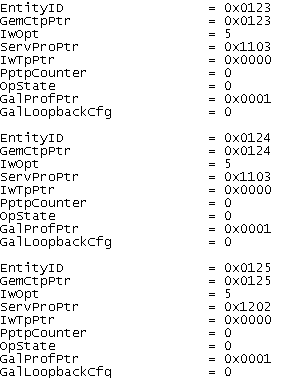 EntityID = 0x0123
GemCtpPtr = 0x0123
IwOpt = 5
ServProPtr = 0x1103
IwTpPtr = 0x0000
PptpCounter = 0
OpState = 0
GalProfPtr = 0x0001
GalLoopbackCfg = 0
EntityID = 0x0124
GemCtpPtr = 0x0124
IwOpt = 5
ServProPtr = 0x1103
IwTpPtr = 0x0000
PptpCounter = 0
OpState = 0
GalProfPtr = 0x0001
GalLoopbackCfg = 0
EntityID = 0x0125
GemCtpPtr = 0x0125
IwOpt = 5
ServProPtr = 0x1202
IwTpPtr = 0x0000
PptpCounter = 0
OpState = 0
GalProfPtr = 0x0001
GalLoopbackCfg = 0